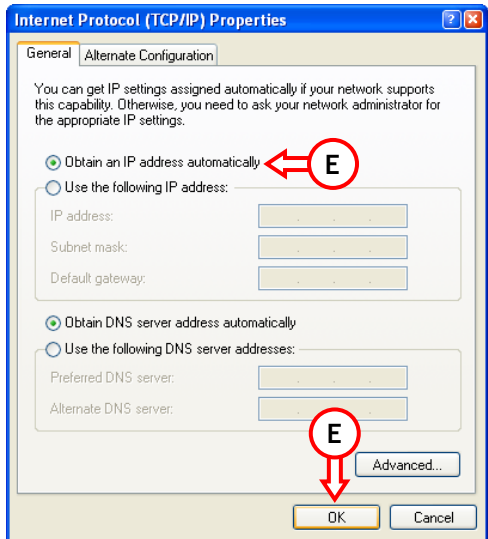 Internet Protocol (TCP/IP) Properties
General Alternate Configuration
You can get IP settings assigned automatically if your network supports
this capability. Otherwise, you need to ask your network administrator for
the appropriate IP settings.
Obtain an IP address automatically E
Use the following IP address:
IP address:
Subnet mask:
Default gateway:
Obtain DNS server address automatically
Use the following DNS server addresses:
Preferred DNS server:
Alternate DNS server:
E
Advanced...
OK Cancel